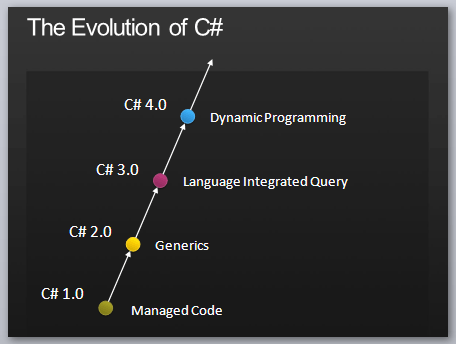 The Evolution of C#
C# 4.0
Dynamic Programming
C# 3.0
Language Integrated Query
C# 2.0
Generics
C# 1.0
Managed Code